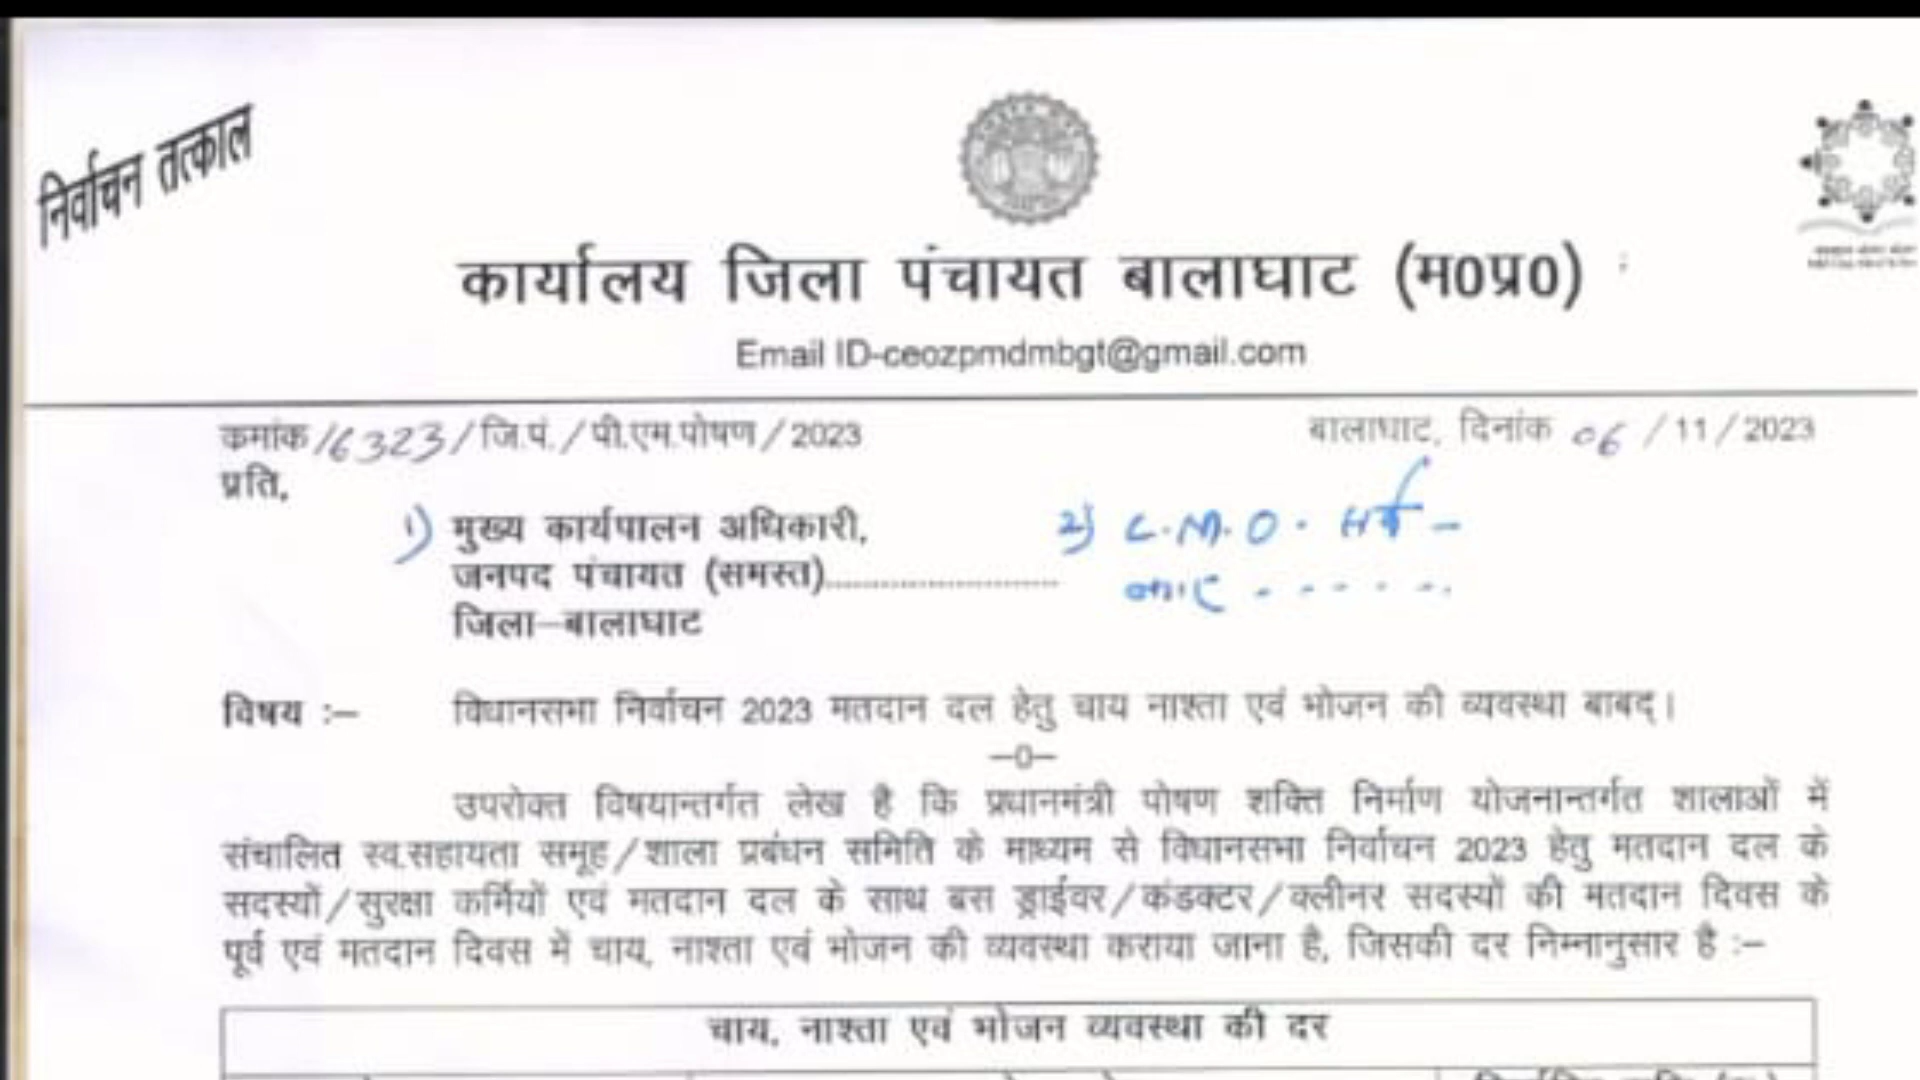 निर्वाचन तत्काल
कार्यालय जिला पंचायत बालाघाट (म0प्र0)
Email ID-ceozpmdmbgt@gmail.com
कमांक/6323/जि.पं./पी.एम.पोषण/2023 बालाघाट, दिनांक 06/11/2023
प्रति,
1) मुख्य कार्यपालन अधिकारी, 2) C.M.O.
जनपद पंचायत (समस्त)..........................
जिला–बालाघाट
विषय :– विधानसभा निर्वाचन 2023 मतदान दल हेतु चाय नाश्ता एवं भोजन की व्यवस्था बाबद्।
–0–
उपरोक्त विषयान्तर्गत लेख है कि प्रधानमंत्री पोषण शक्ति निर्माण योजनान्तर्गत शालाओं में
संचालित स्व.सहायता समूह/शाला प्रबंधन समिति के माध्यम से विधानसभा निर्वाचन 2023 हेतु मतदान दल के
सदस्यों/सुरक्षा कर्मियों एवं मतदान दल के साथ बस ड्राईवर/कंडक्टर/क्लीनर सदस्यों की मतदान दिवस के
पूर्व एवं मतदान दिवस में चाय, नाश्ता एवं भोजन की व्यवस्था कराया जाना है, जिसकी दर निम्नानुसार है :–
चाय, नाश्ता एवं भोजन व्यवस्था की दर